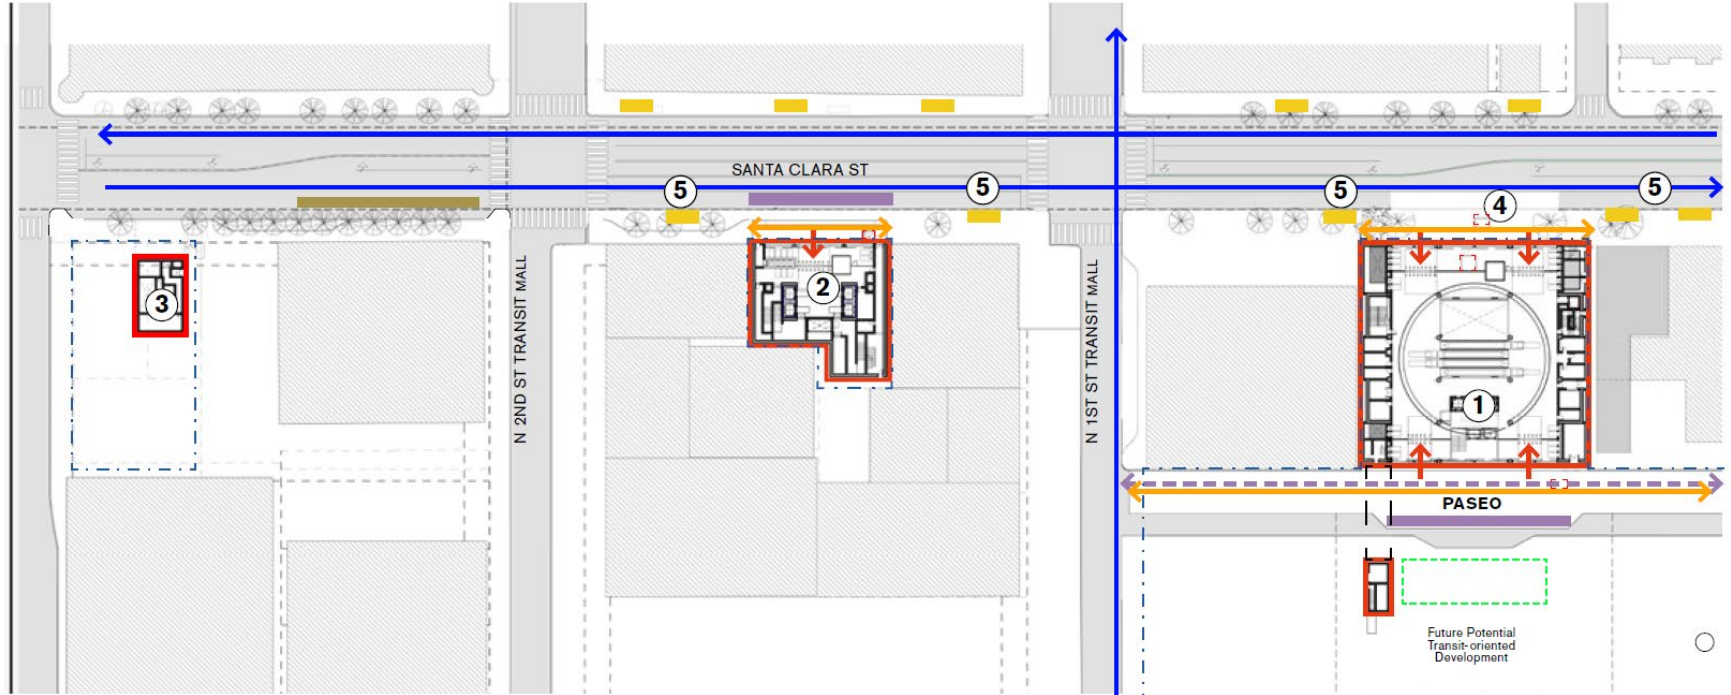 SANTA CLARA ST
5
5
5
5
4
N 2ND ST TRANSIT MALL
N 1ST ST TRANSIT MALL
3
2
1
PASEO
Future Potential
Transit-oriented
Development